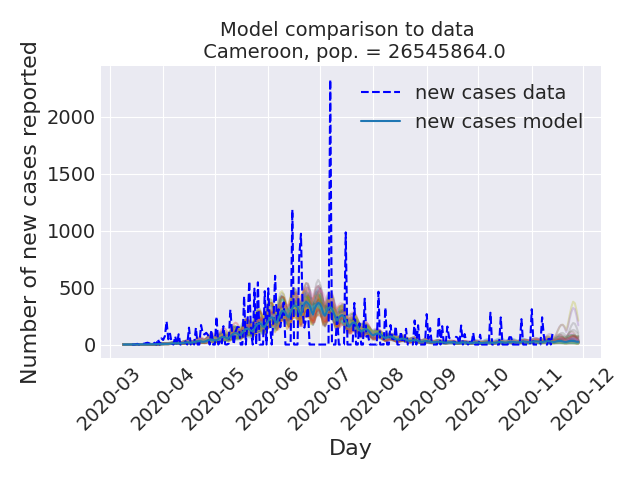 Model comparison to data
Cameroon, pop. = 26545864.0
Number of new cases reported
2000
1500
1000
500
0
new cases data
new cases model
2020-03
2020-04
2020-05
2020-06
2020-07
2020-08
2020-09
2020-10
2020-11
2020-12
Day